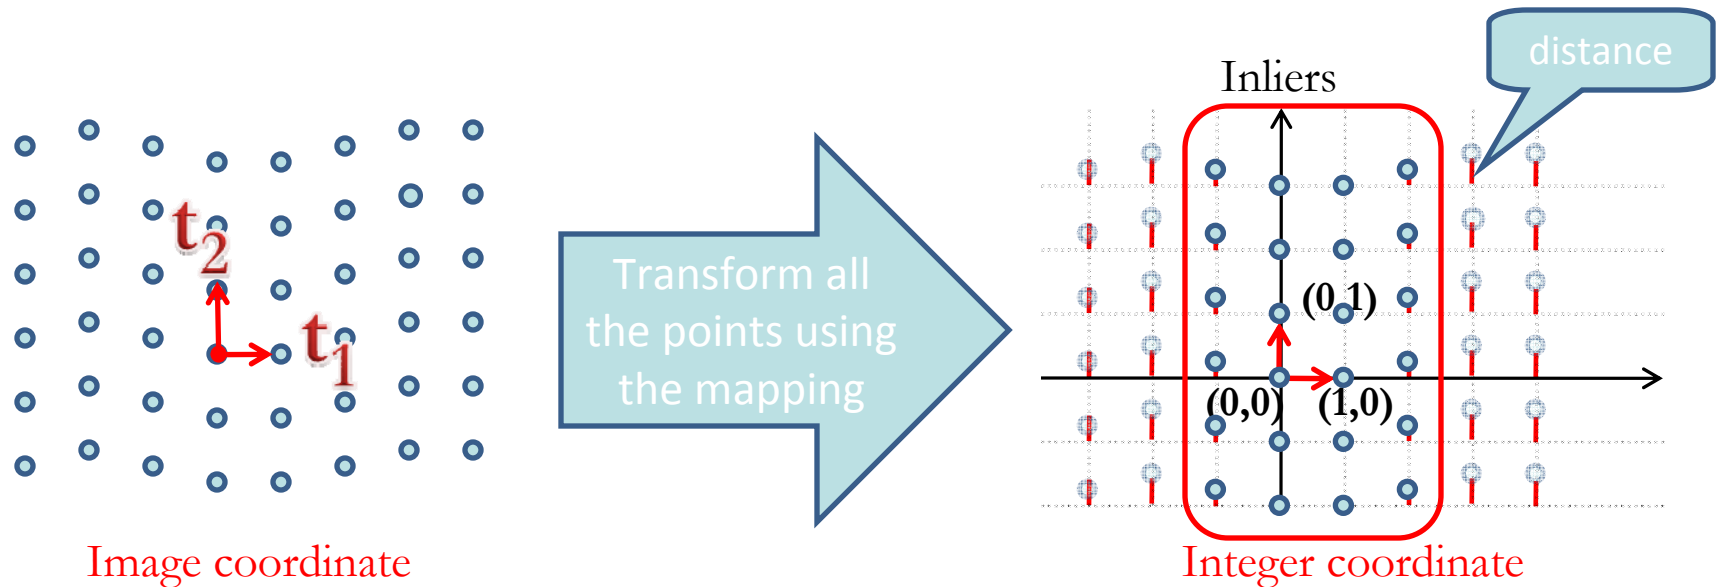 distance
Inliers
t2
t1
Transform all
the points using
the mapping
(0,1)
(0,0)
(1,0)
Image coordinate
Integer coordinate